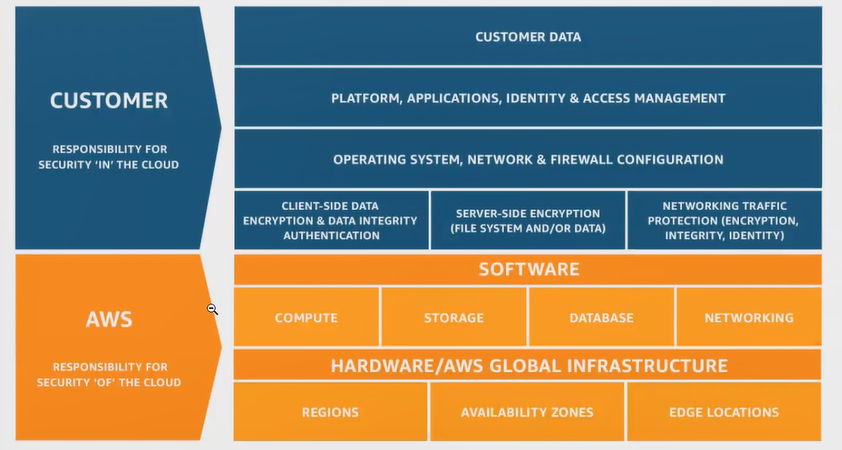 CUSTOMER
RESPONSIBILITY FOR
SECURITY ‘IN’ THE CLOUD
CUSTOMER DATA
PLATFORM, APPLICATIONS, IDENTITY & ACCESS MANAGEMENT
OPERATING SYSTEM, NETWORK & FIREWALL CONFIGURATION
CLIENT-SIDE DATA
ENCRYPTION & DATA INTEGRITY
AUTHENTICATION
SERVER-SIDE ENCRYPTION
(FILE SYSTEM AND/OR DATA)
NETWORKING TRAFFIC
PROTECTION (ENCRYPTION,
INTEGRITY, IDENTITY)
AWS
RESPONSIBILITY FOR
SECURITY ‘OF’ THE CLOUD
SOFTWARE
COMPUTE
STORAGE
DATABASE
NETWORKING
HARDWARE/AWS GLOBAL INFRASTRUCTURE
REGIONS
AVAILABILITY ZONES
EDGE LOCATIONS